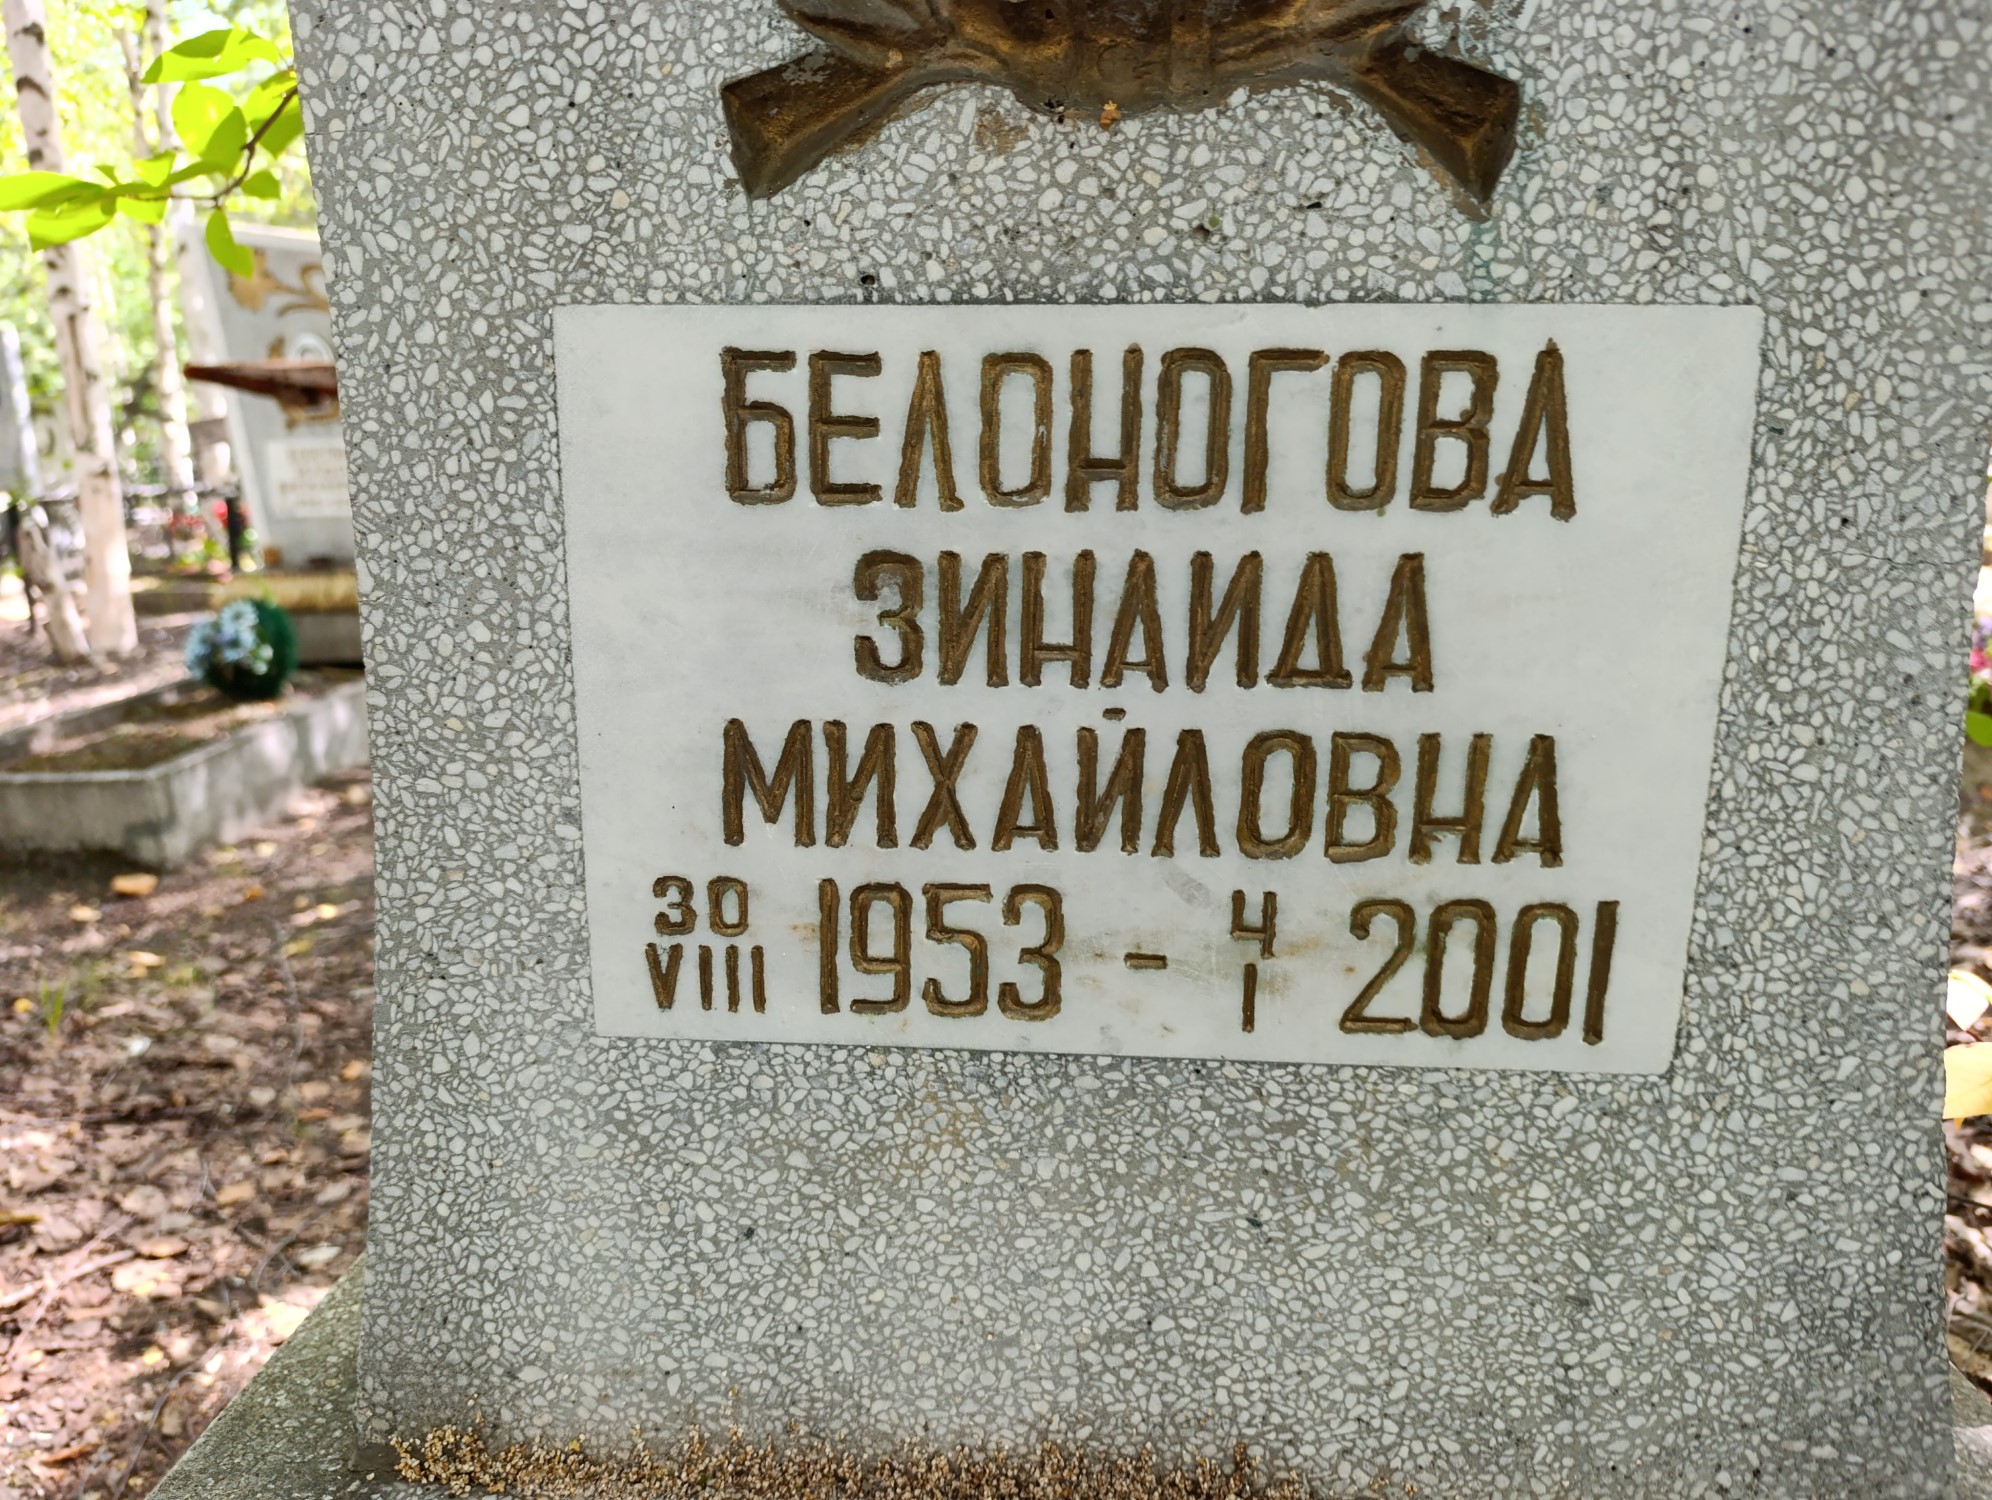 БЕЛОНОГОВА
ЗИНАИДА
МИХАЙЛОВНА
30/VIII 1953 - 4/I 2001